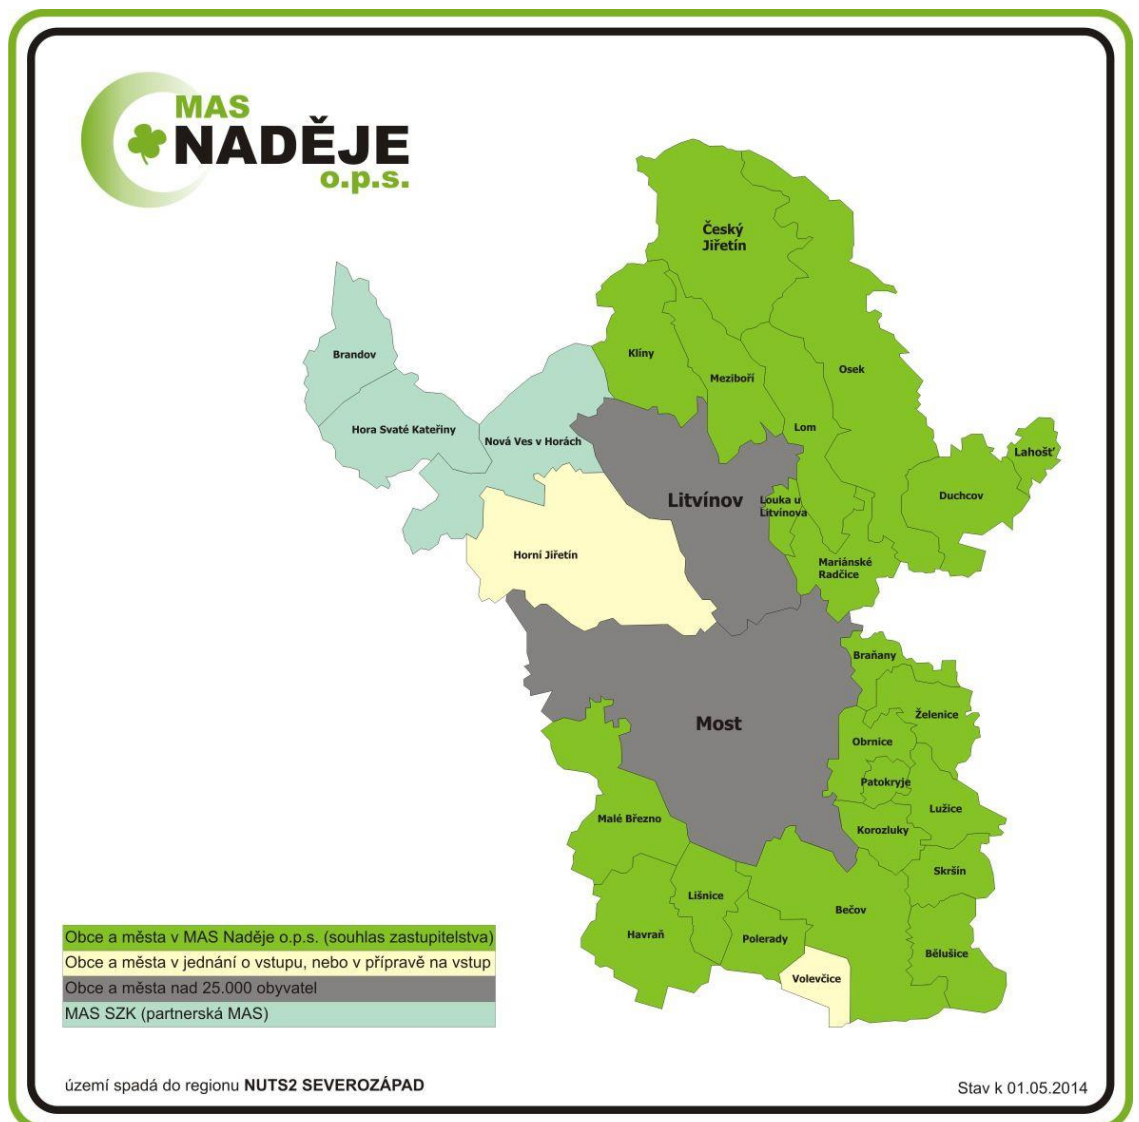 MAS
NADĚJE
o.p.s.
Český
Jiřetín
Brandov
Klíny
Osek
Meziboří
Hora Svaté Kateřiny
Lom
Nová Ves v Horách
Lahošť
Litvínov
Louka u
Litvínova
Duchcov
Horní Jiřetín
Mariánské
Radčice
Braňany
Želenice
Most
Obrnice
Patokryje
Lužice
Malé Březno
Korozluky
Skršín
Lišnice
Bečov
Havraň
Polerady
Bělušice
Volevčice
Obce a města v MAS Naděje o.p.s. (souhlas zastupitelstva)
Obce a města v jednání o vstupu, nebo v přípravě na vstup
Obce a města nad 25.000 obyvatel
MAS SZK (partnerská MAS)
území spadá do regionu NUTS2 SEVEROZÁPAD
Stav k 01.05.2014